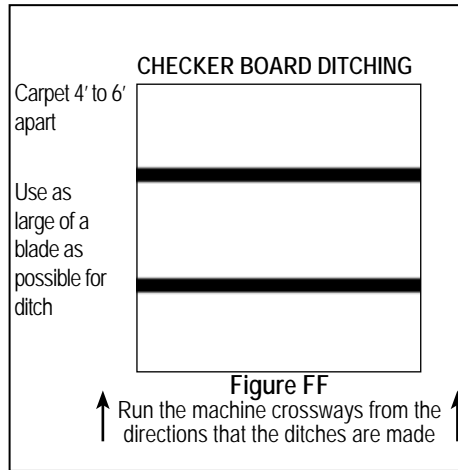 CHECKER BOARD DITCHING
Carpet 4' to 6'
apart
Use as
large of a
blade as
possible for
ditch
Figure FF
Run the machine crossways from the
directions that the ditches are made